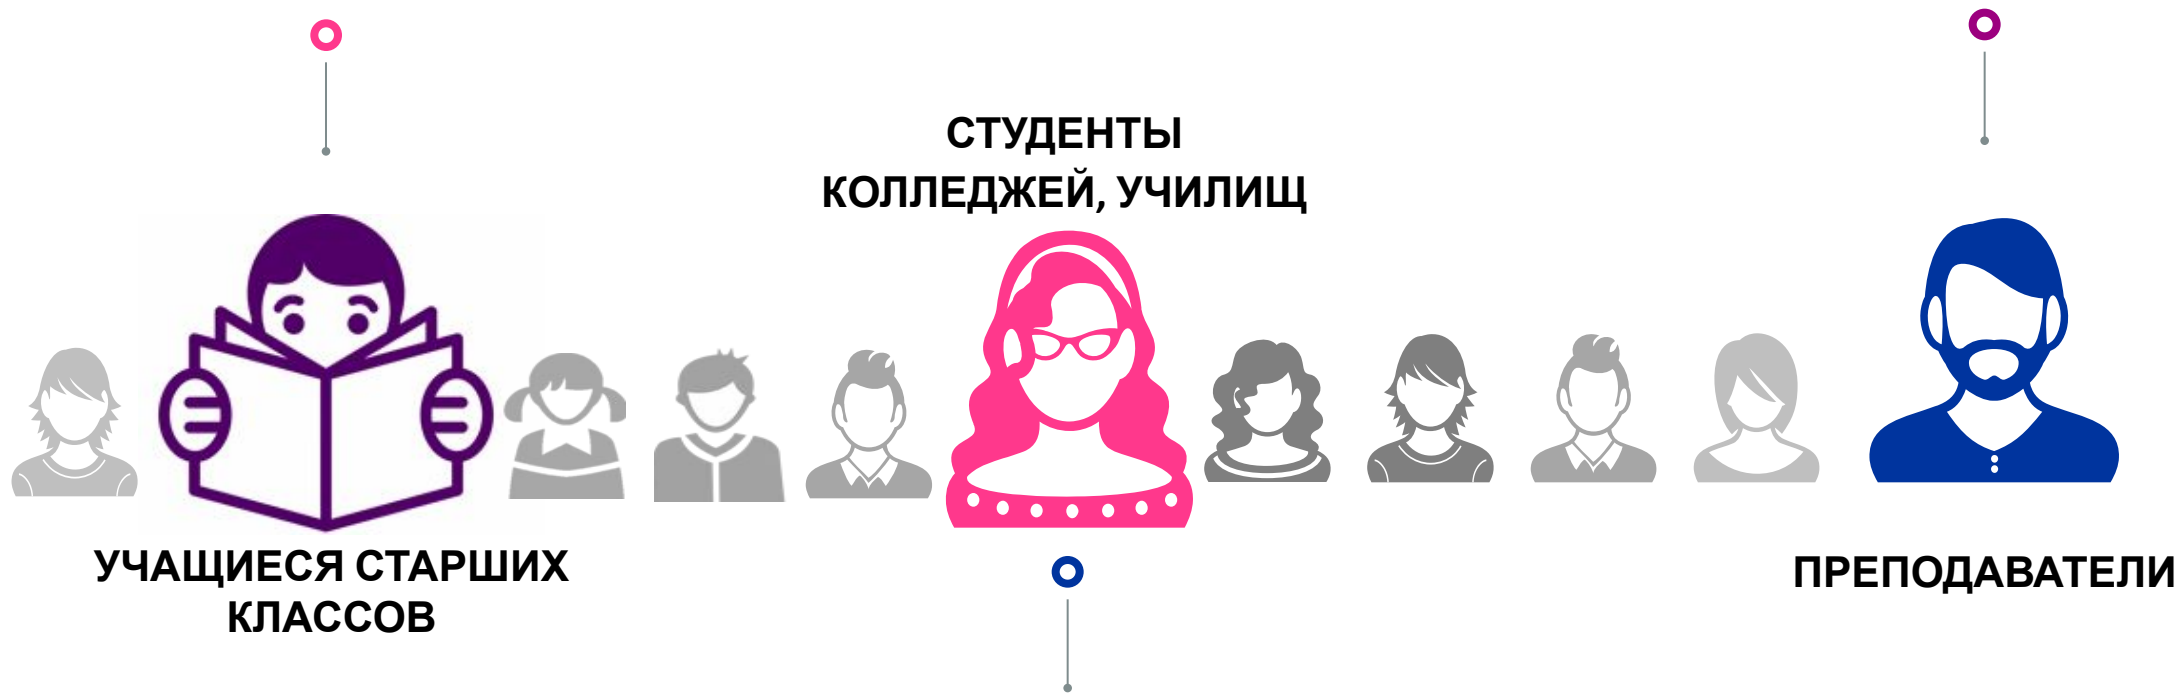 СТУДЕНТЫ
КОЛЛЕДЖЕЙ, УЧИЛИЩ
УЧАЩИЕСЯ СТАРШИХ
КЛАССОВ
ПРЕПОДАВАТЕЛИ